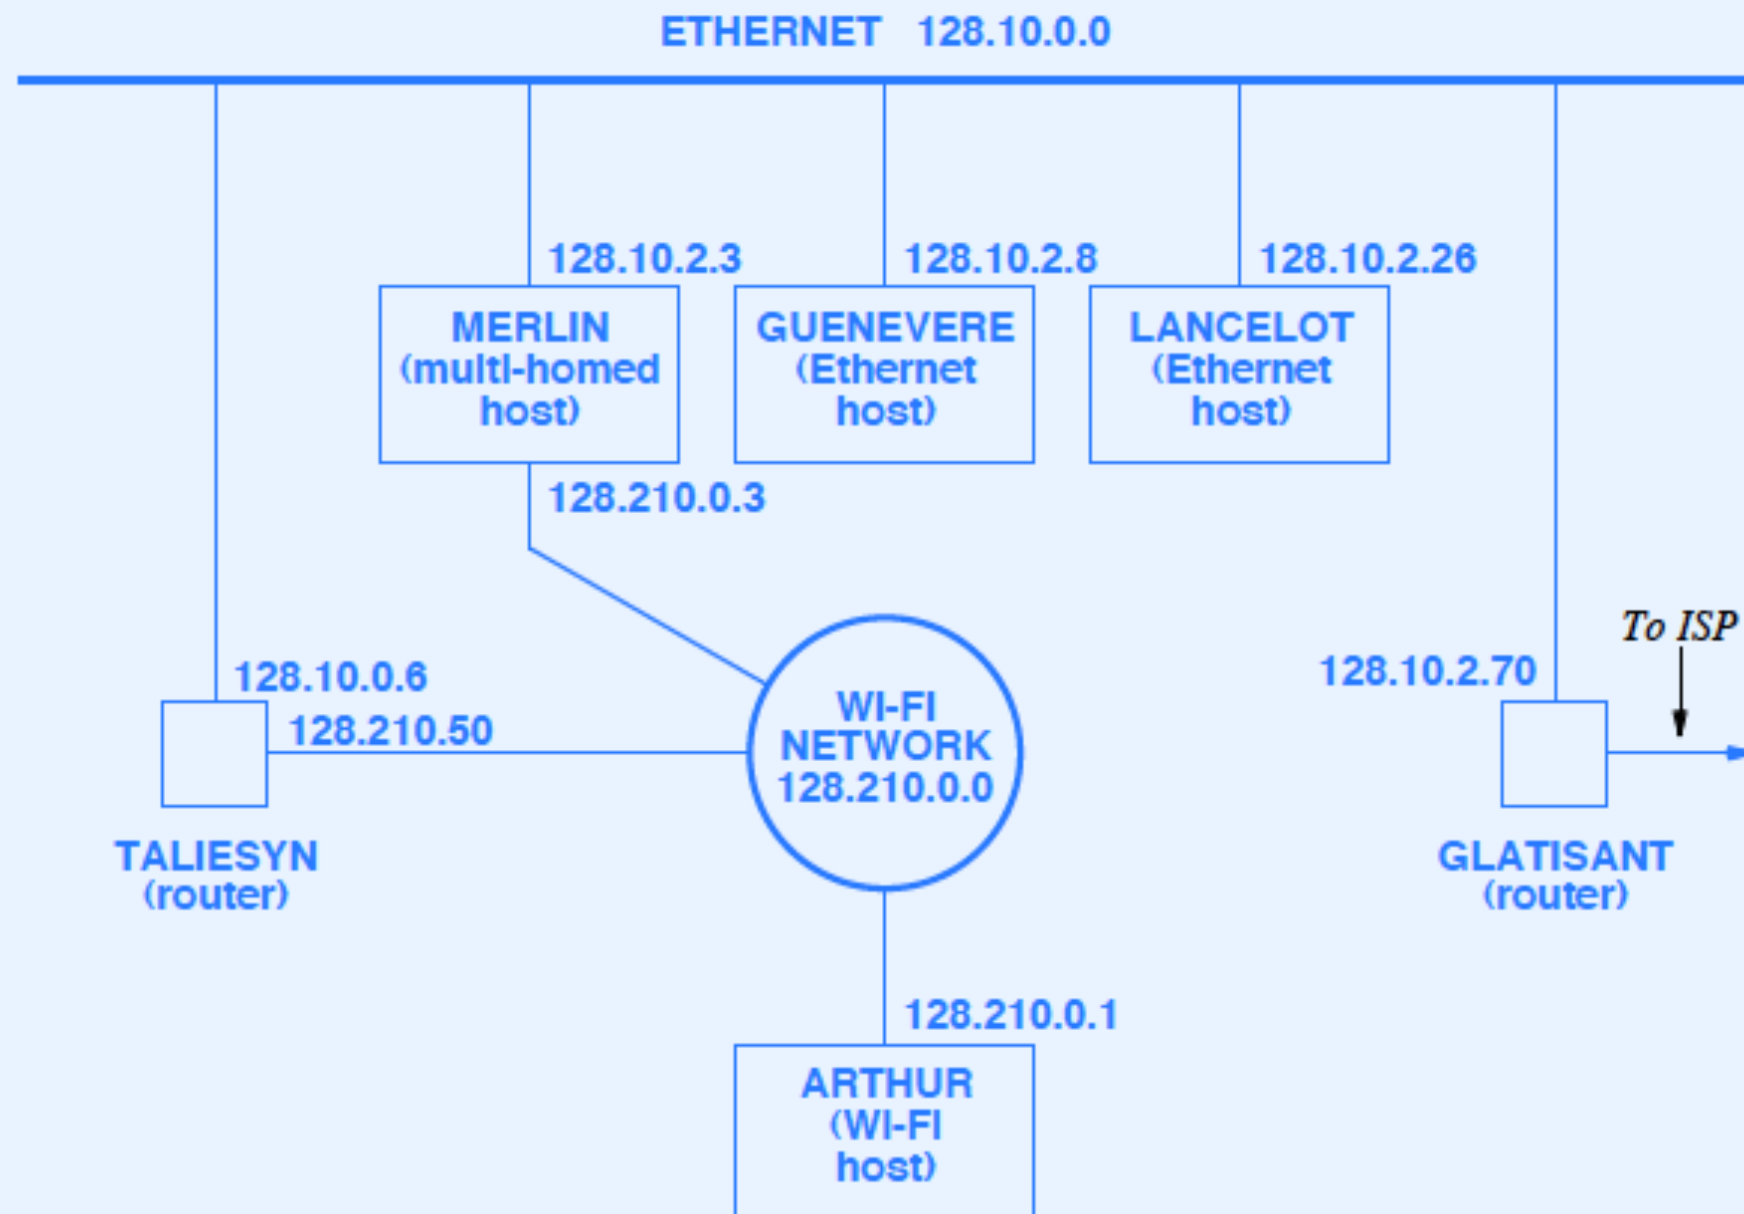 ETHERNET 128.10.0.0
128.10.2.3
128.10.2.8
128.10.2.26
MERLIN
(multi-homed
host)
GUENEVERE
(Ethernet
host)
LANCELOT
(Ethernet
host)
128.210.0.3
To ISP
128.10.0.6
128.210.50
128.10.2.70
WI-FI
NETWORK
128.210.0.0
TALIESYN
(router)
GLATISANT
(router)
128.210.0.1
ARTHUR
(WI-FI
host)